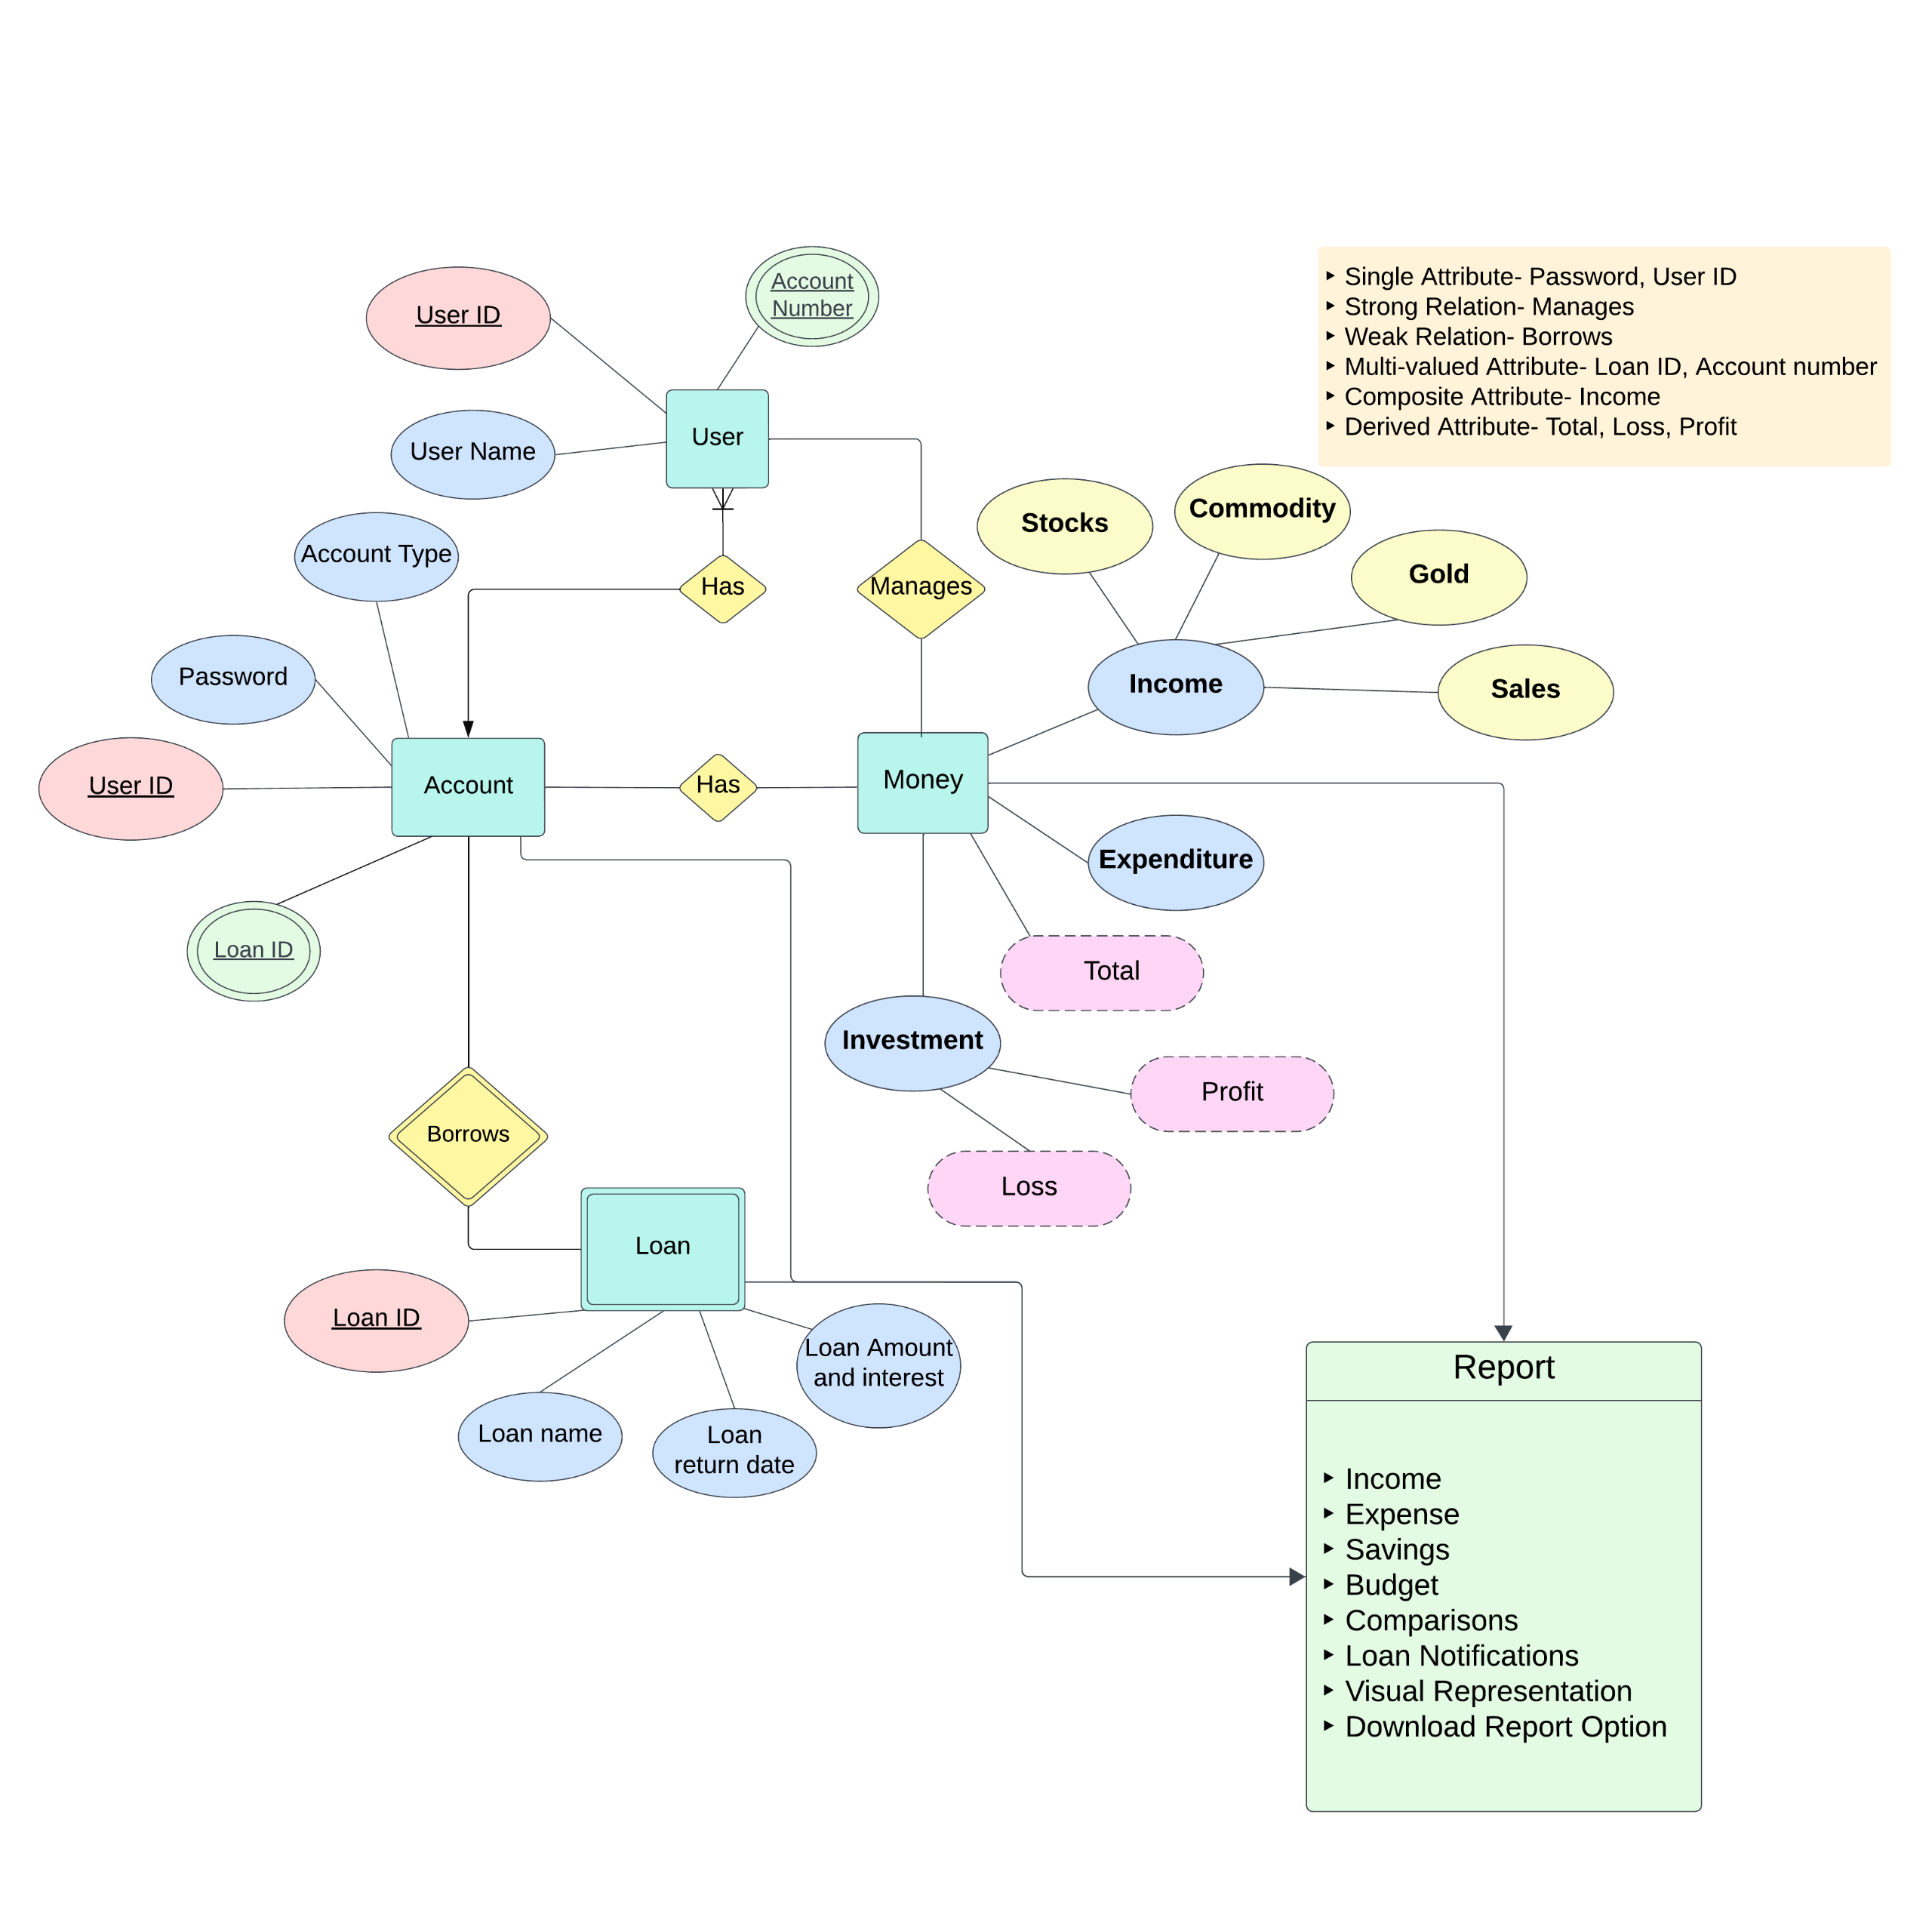 Account
Number
User ID
User
User Name
Single Attribute- Password, User ID
Strong Relation- Manages
Weak Relation- Borrows
Multi-valued Attribute- Loan ID, Account number
Composite Attribute- Income
Derived Attribute- Total, Loss, Profit
Stocks
Commodity
Gold
Account Type
Has
Manages
Password
Income
Sales
User ID
Account
Has
Money
Expenditure
Loan ID
Total
Investment
Profit
Borrows
Loss
Loan
Loan ID
Loan Amount
and interest
Loan name
Loan
return date
Report
Income
Expense
Savings
Budget
Comparisons
Loan Notifications
Visual Representation
Download Report Option